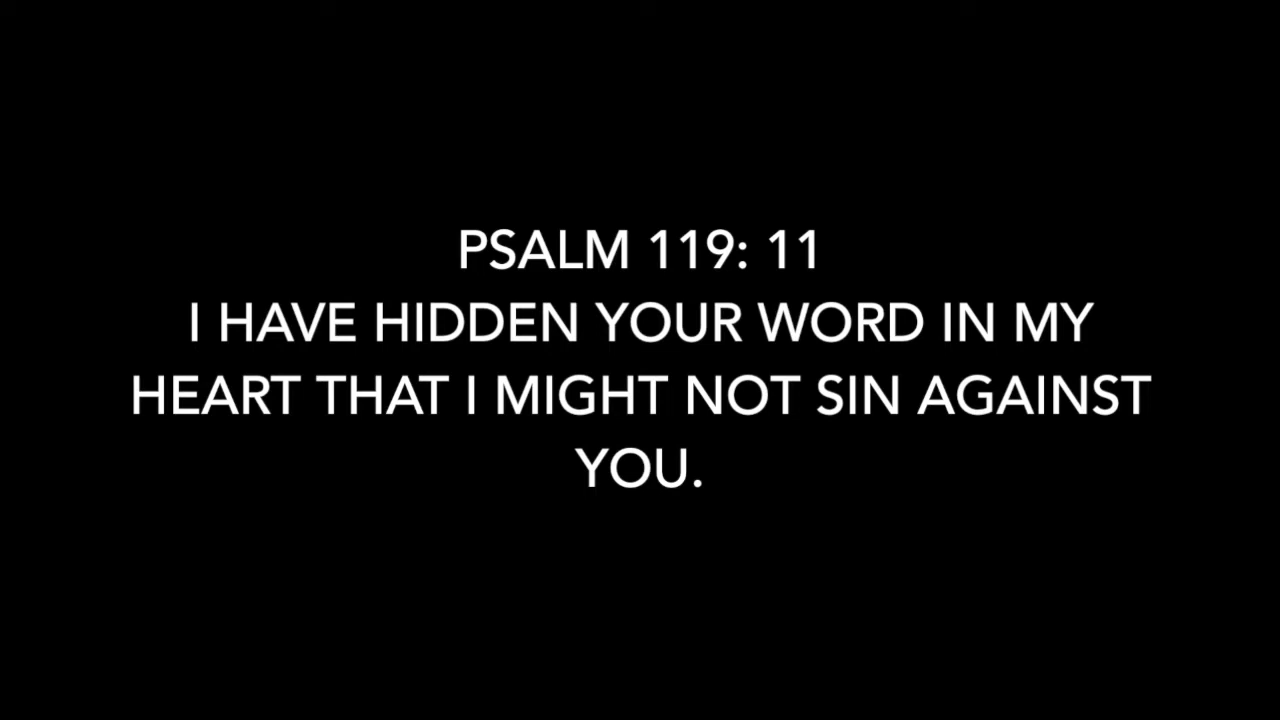 PSALM 119: 11
I HAVE HIDDEN YOUR WORD IN MY
HEART THAT I MIGHT NOT SIN AGAINST
YOU.